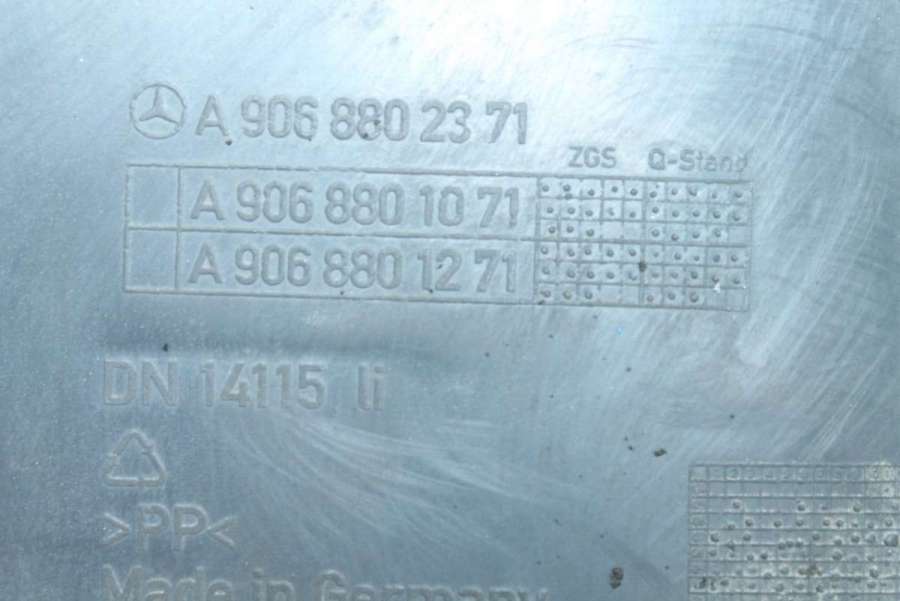 A 906 880 23 71
ZGS Q-Stand
A 906 880 10 71
A 906 880 12 71
DN 14115 li
>PP<
Made in Germany